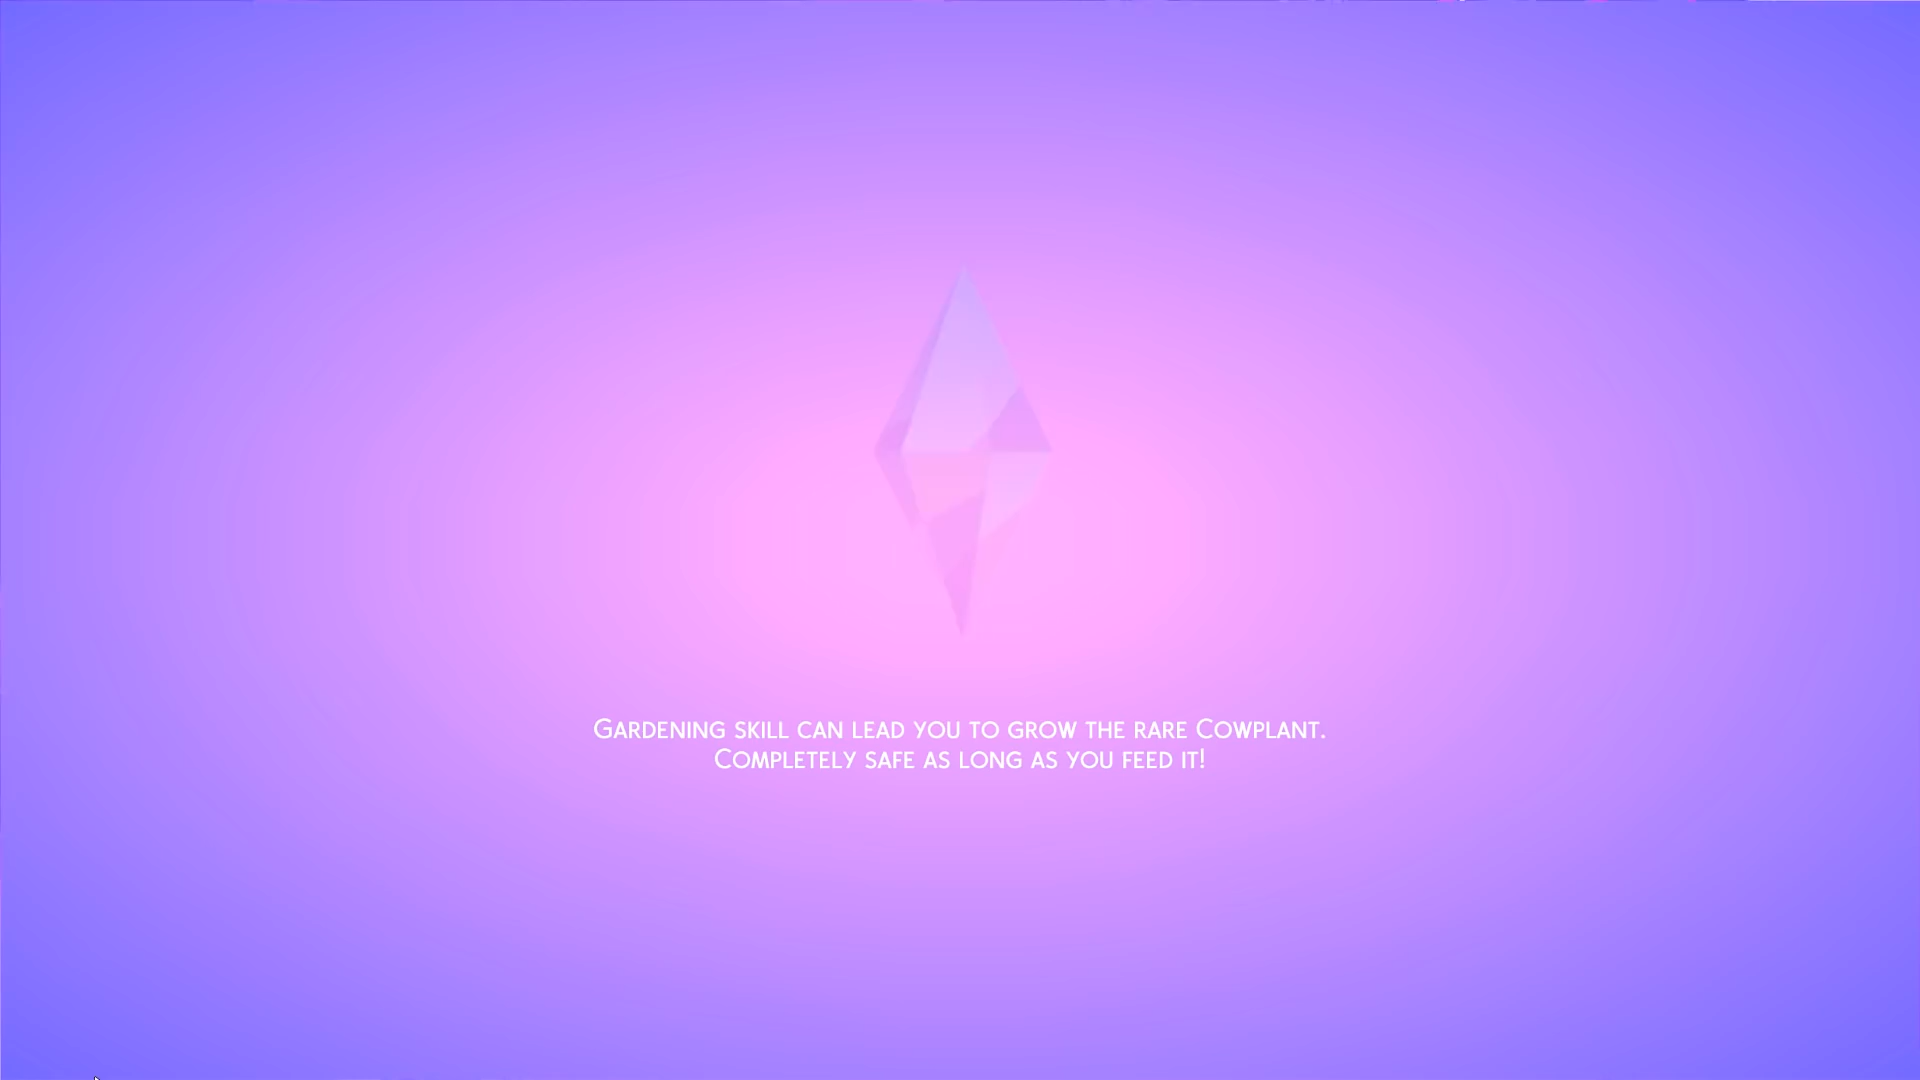 Gardening skill can lead you to grow the rare Cowplant.
Completely safe as long as you feed it!